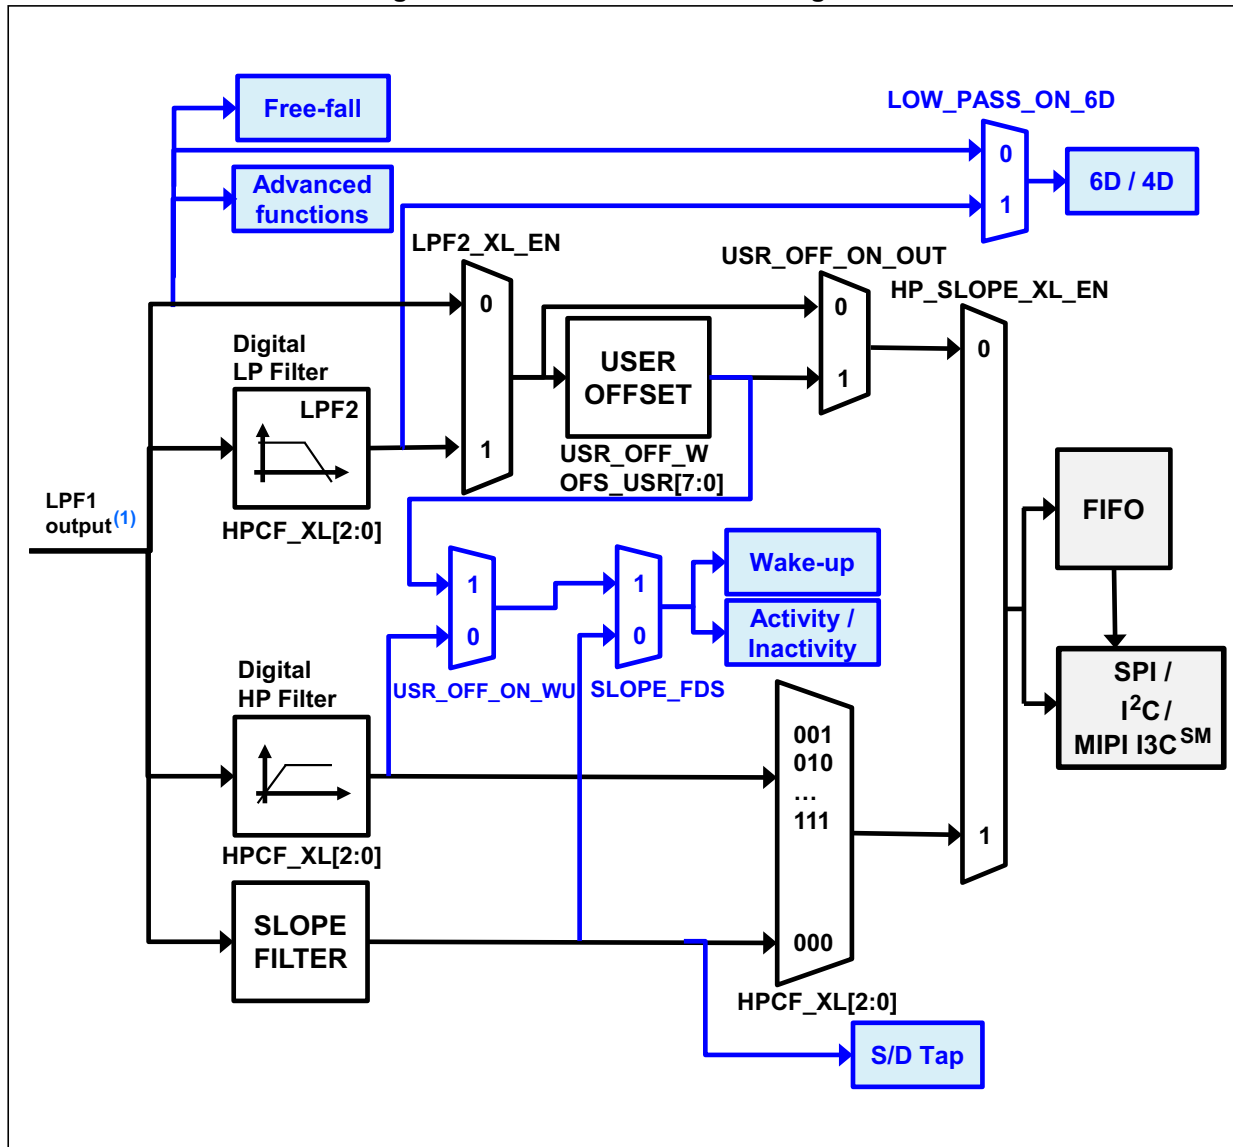 Free-fall
LOW_PASS_ON_6D
0
Advanced
functions
6D / 4D
1
LPF2_XL_EN
USR_OFF_ON_OUT
HP_SLOPE_XL_EN
0
0
Digital
LP Filter
USER
OFFSET
0
1
LPF2
1
USR_OFF_W
OFS_USR[7:0]
LPF1
output(1)
HPCF_XL[2:0]
FIFO
Wake-up
1
1
0
0
Activity /
Inactivity
Digital
HP Filter
USR_OFF_ON_WU
SLOPE_FDS
SPI /
I²C /
MIPI I3C SM
001
010
...
111
1
HPCF_XL[2:0]
SLOPE
FILTER
000
HPCF_XL[2:0]
S/D Tap